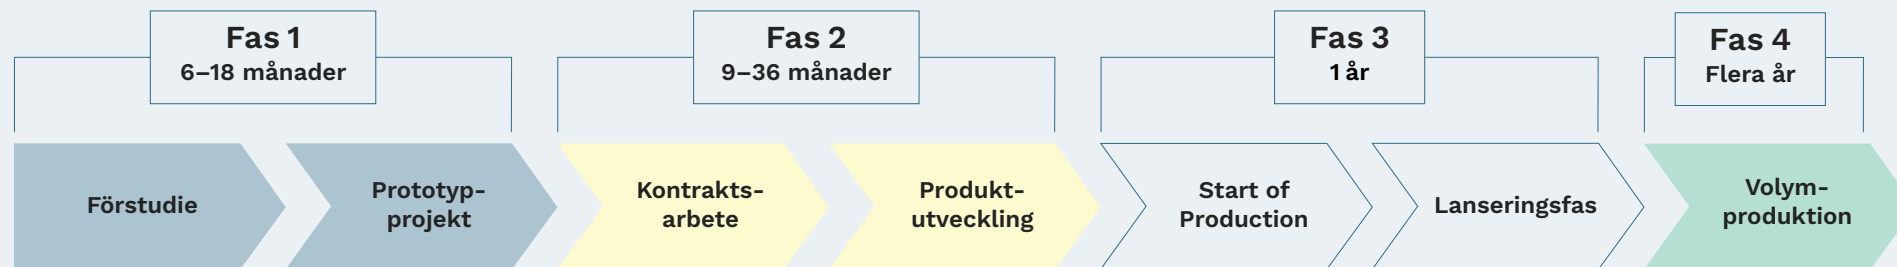 Fas 1
6–18 månader
Fas 2
9–36 månader
Fas 3
1 år
Fas 4
Flera år
Förstudie
Prototyp-
projekt
Kontrakts-
arbete
Produkt-
utveckling
Start of
Production
Lanseringsfas
Volym-
produktion